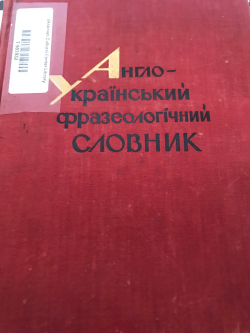 Англо-
Український
фразеологічний
СЛОВНИК